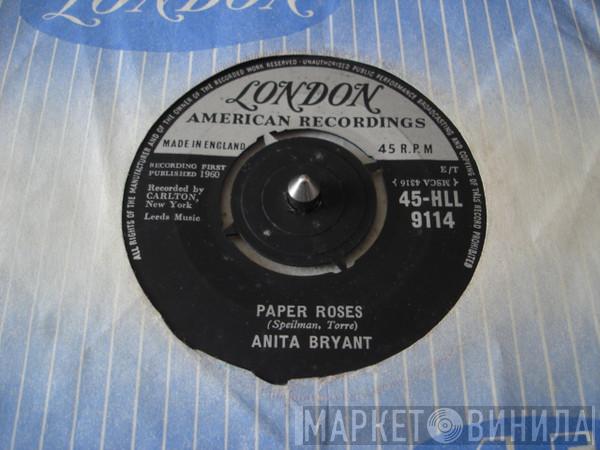 LONDON
ALL RIGHTS OF THE MANUFACTURER AND OF THE OWNER OF THE RECORDED WORK RESERVED · UNAUTHORISED PUBLIC PERFORMANCE BROADCASTING AND COPYING OF THIS RECORD PROHIBITED
LONDON
AMERICAN RECORDINGS
MADE IN ENGLAND
45 R.P.M
RECORDING FIRST
PUBLISHED 1960
E/T
Recorded by
CARLTON,
New York
Leeds Music
MSCA 4316
45-HLL
9114
PAPER ROSES
(Speilman, Torre)
ANITA BRYANT
МАРКЕТ ВИНИЛА